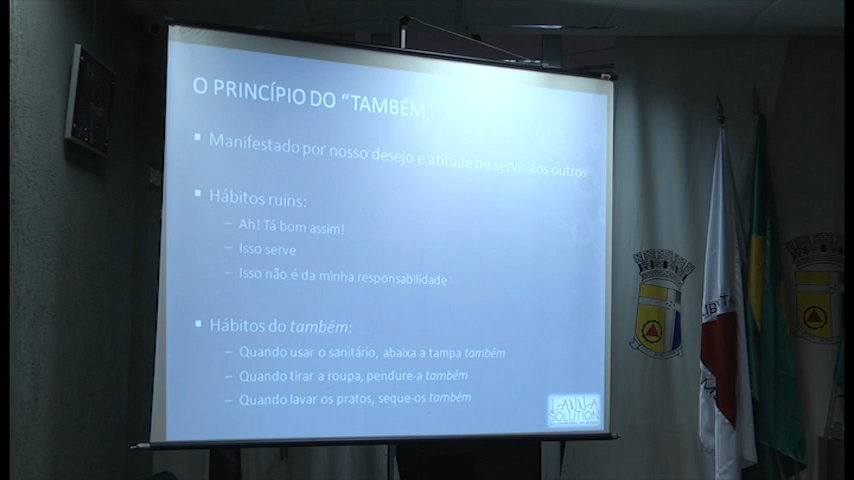 O PRINCÍPIO DO “TAMBÉM”
▪ Manifestado por nosso desejo e atitude de servir aos outros
▪ Hábitos ruins:
– Ah! Tá bom assim!
– Isso serve
– Isso não é da minha responsabilidade
▪ Hábitos do também:
– Quando usar o sanitário, abaixa a tampa também
– Quando tirar a roupa, pendure-a também
– Quando lavar os pratos, seque-os também
SOLUTION